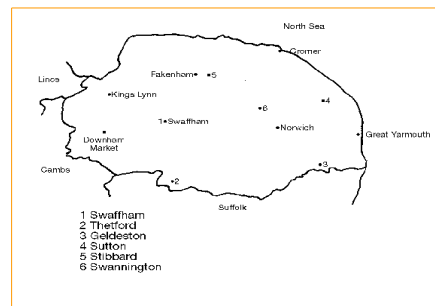 North Sea
Cromer
Fakenham
5
Lincs
Kings Lynn
4
6
1 Swaffham
Norwich
Great Yarmouth
Downham
Market
Cambs
3
2
Suffolk
1 Swaffham
2 Thetford
3 Geldeston
4 Sutton
5 Stibbard
6 Swannington